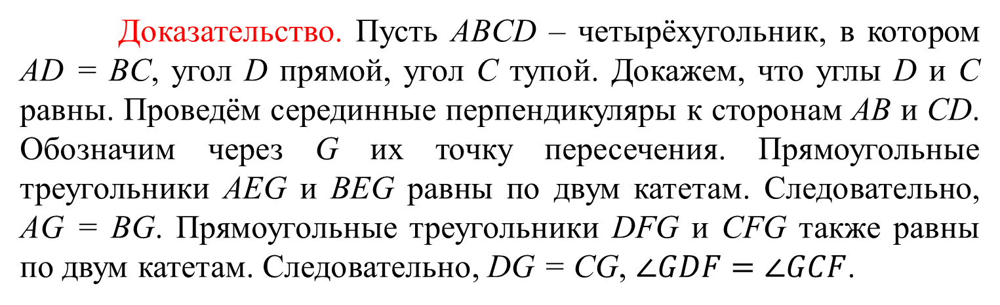 Доказательство. Пусть ABCD – четырёхугольник, в котором
AD = BC, угол D прямой, угол C тупой. Докажем, что углы D и C
равны. Проведём серединные перпендикуляры к сторонам AB и CD.
Обозначим через G их точку пересечения. Прямоугольные
треугольники AEG и BEG равны по двум катетам. Следовательно,
AG = BG. Прямоугольные треугольники DFG и CFG также равны
по двум катетам. Следовательно, DG = CG, ∠GDF = ∠GCF.